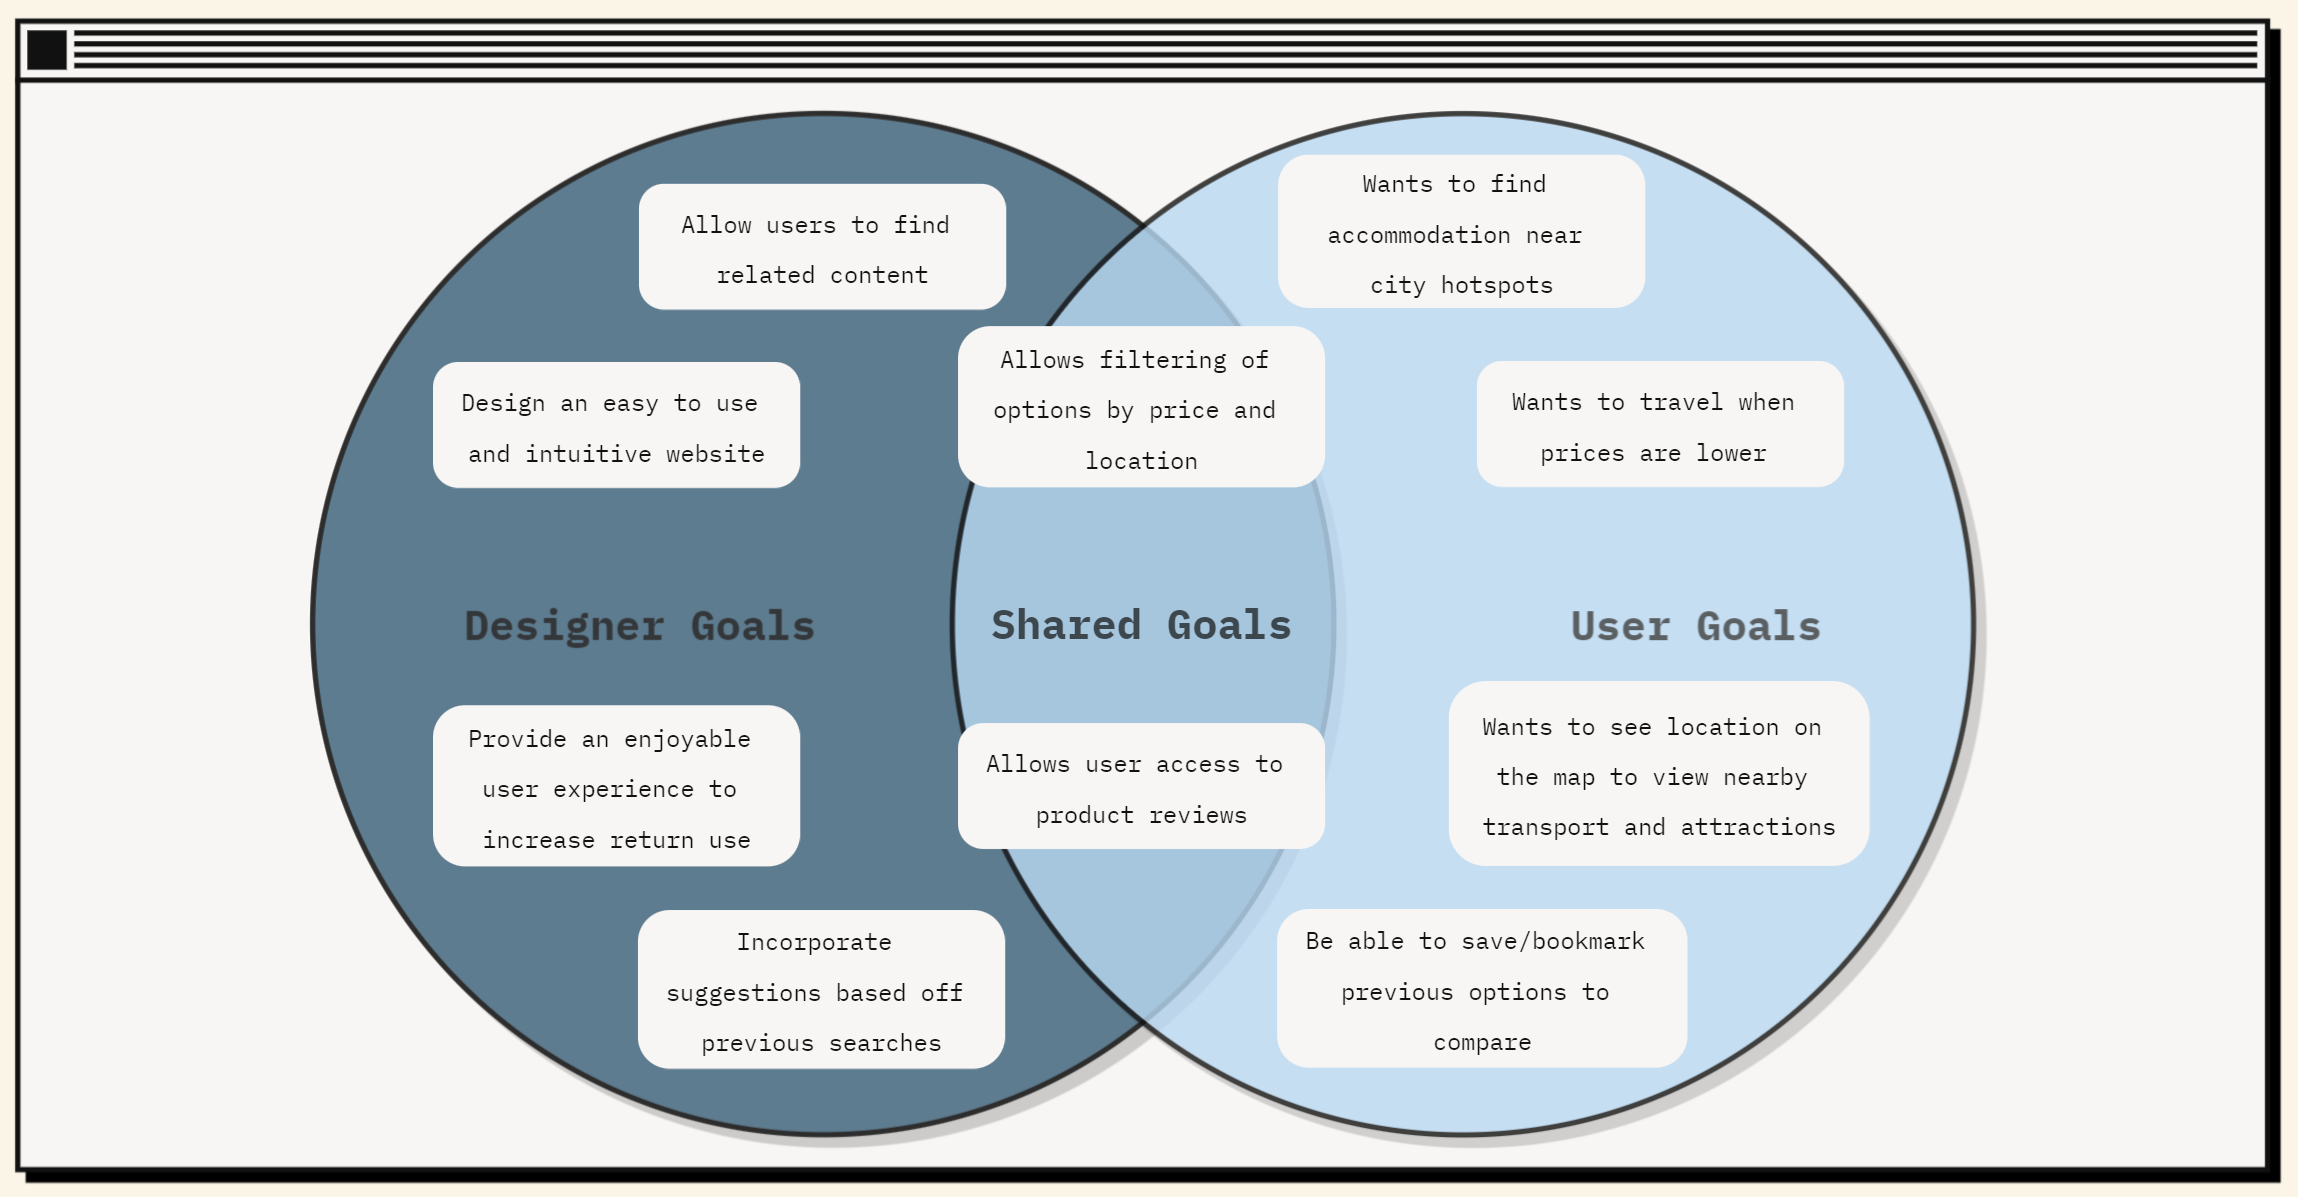 Allow users to find
related content
Design an easy to use
and intuitive website
Designer Goals
Provide an enjoyable
user experience to
increase return use
Incorporate
suggestions based off
previous searches
Allows filtering of
options by price and
location
Shared Goals
Allows user access to
product reviews
Wants to find
accommodation near
city hotspots
Wants to travel when
prices are lower
User Goals
Wants to see location on
the map to view nearby
transport and attractions
Be able to save/bookmark
previous options to
compare